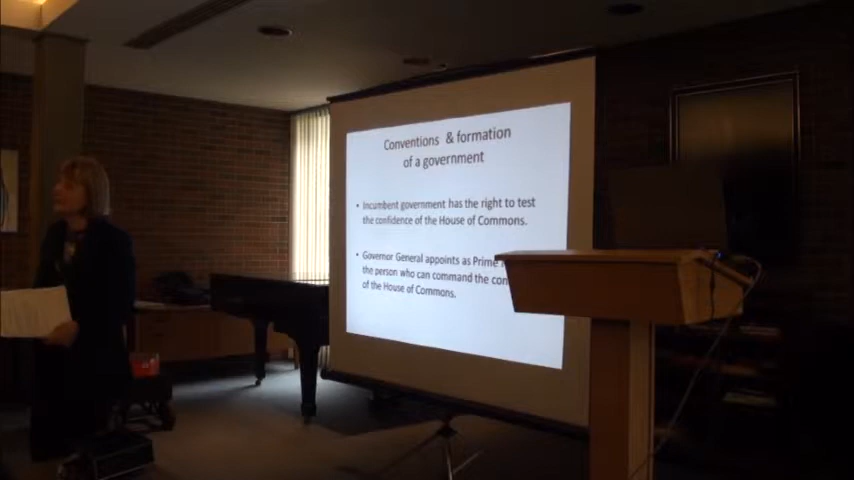 Conventions & formation
of a government
• Incumbent government has the right to test
the confidence of the House of Commons.
• Governor General appoints as Prime
the person who can command the
of the House of Commons.